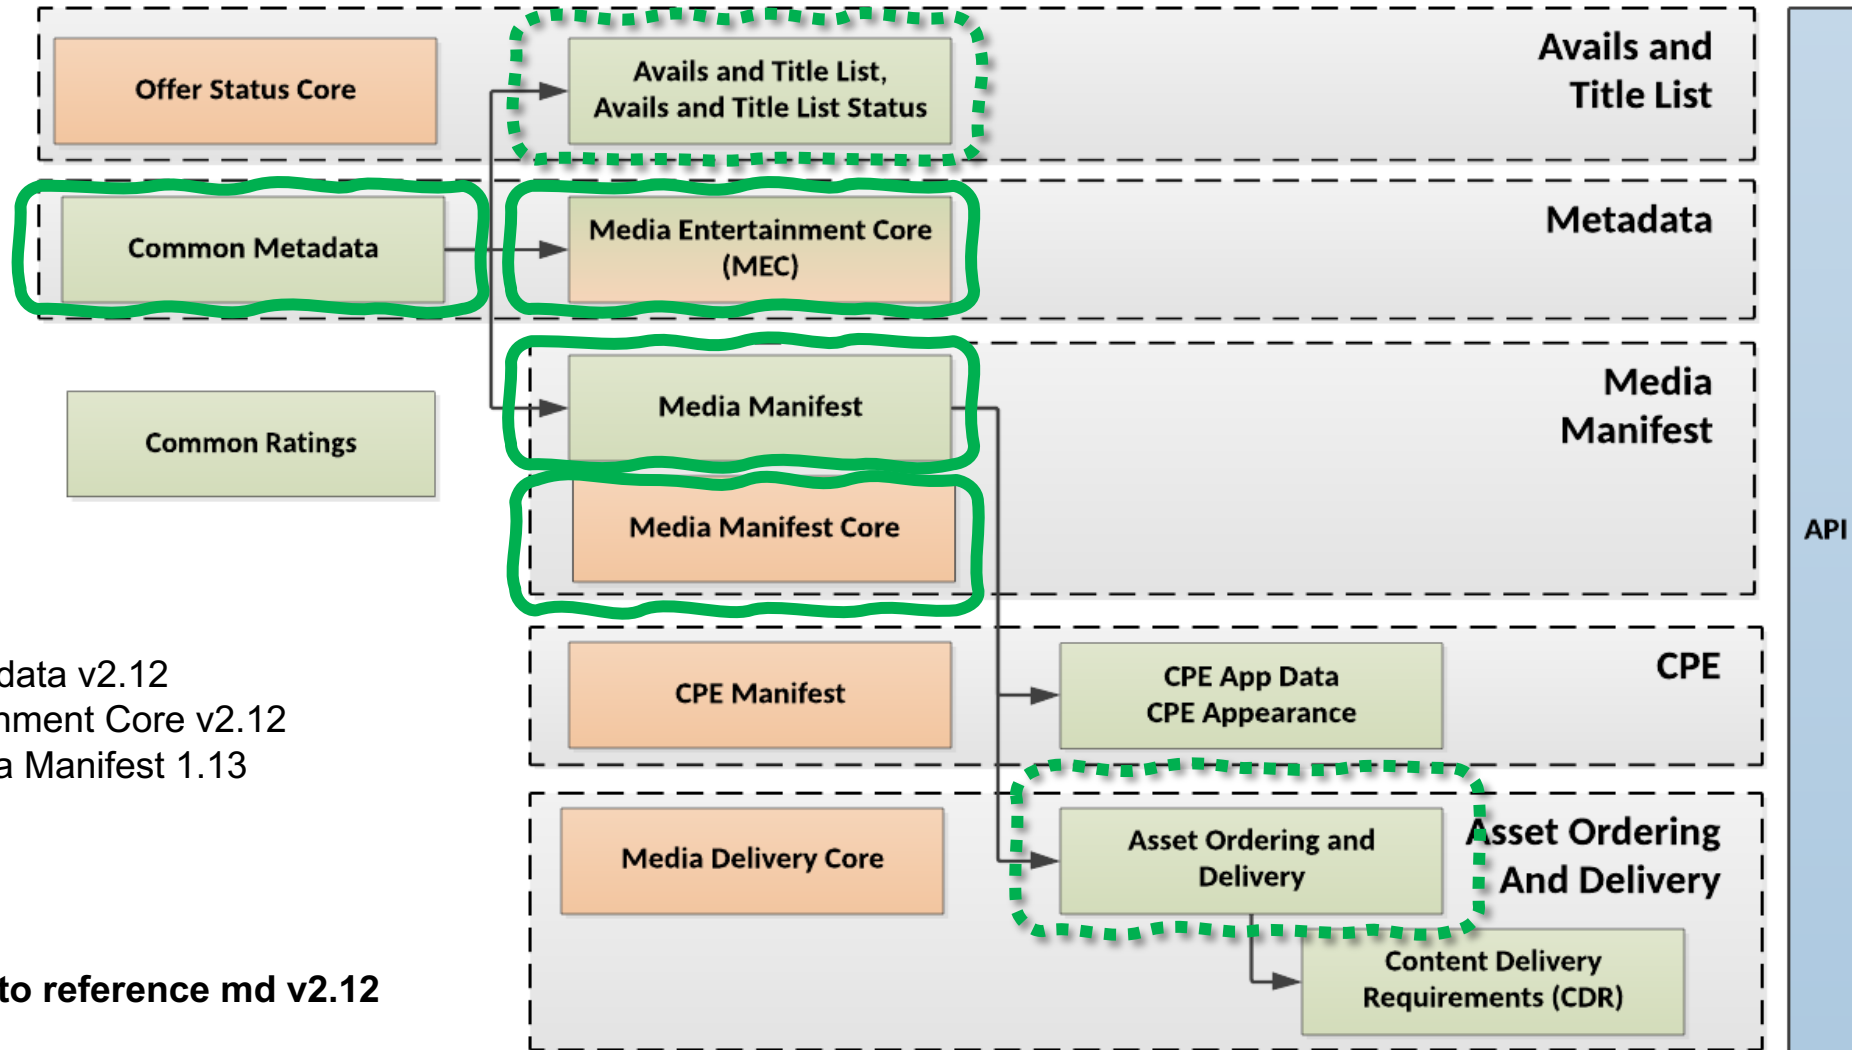 Offer Status Core
Avails and Title List,
Avails and Title List Status
Avails and
Title List
Common Metadata
Media Entertainment Core
(MEC)
Metadata
Common Ratings
Media Manifest
Media Manifest Core
Media
Manifest
API
data v2.12
nment Core v2.12
a Manifest 1.13
to reference md v2.12
CPE Manifest
CPE App Data
CPE Appearance
CPE
Media Delivery Core
Asset Ordering and
Delivery
Asset Ordering
And Delivery
Content Delivery
Requirements (CDR)